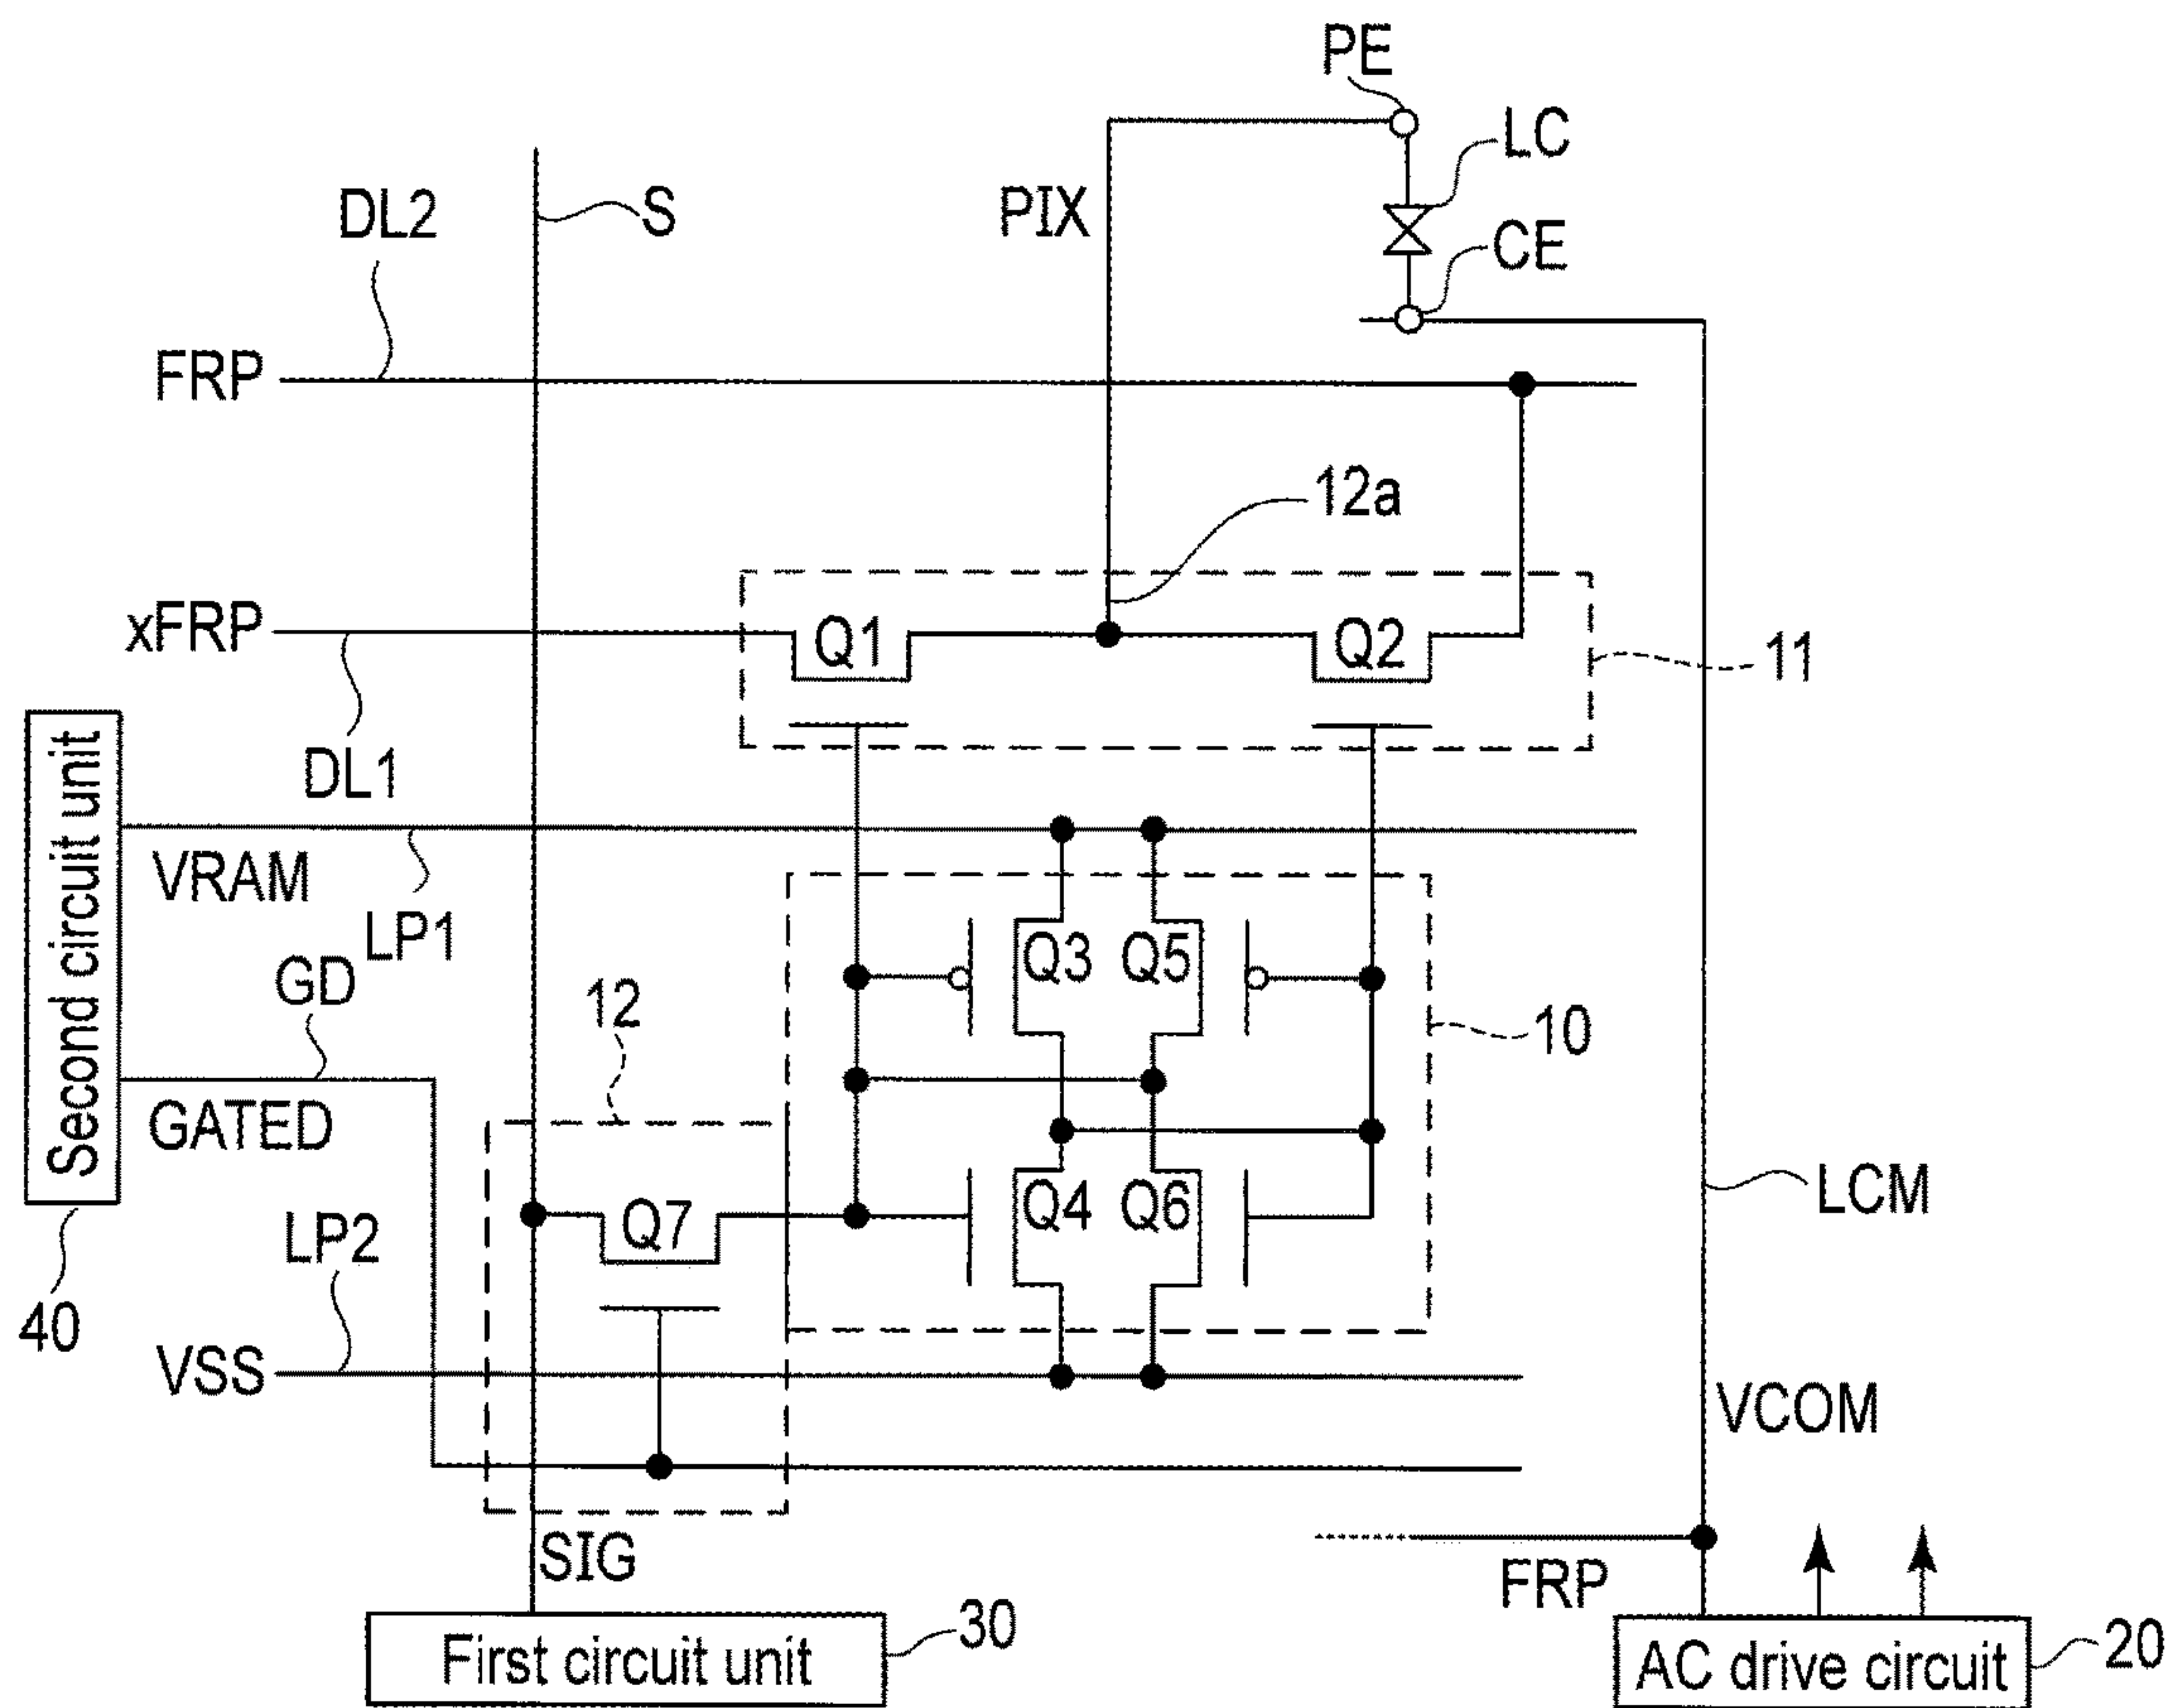 PE
LC
DL2
S
PIX
CE
FRP
12a
xFRP
Q1
Q2
11
DL1
Second circuit unit
VRAM
LP1
Q3
Q5
GD
12
10
GATED
Q7
Q4
Q6
LCM
LP2
40
VSS
VCOM
SIG
FRP
First circuit unit
30
AC drive circuit
20